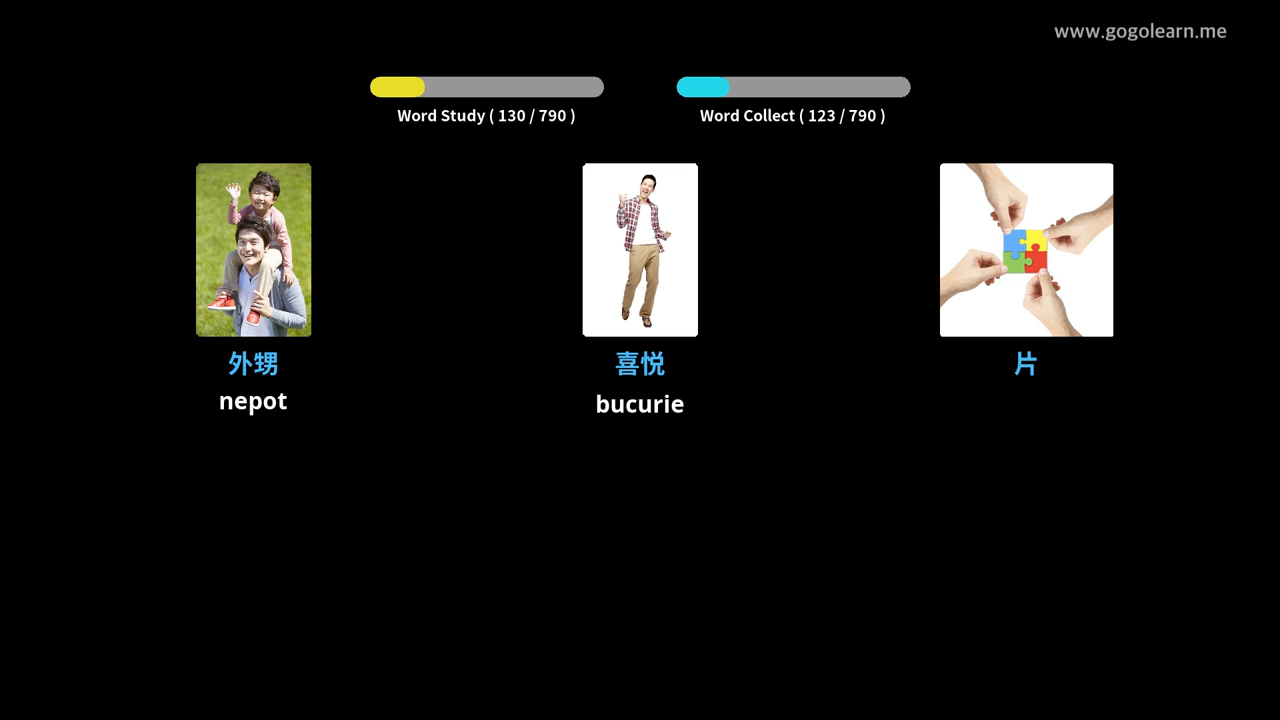 www.gogolearn.me
Word Study ( 130 / 790 )
Word Collect ( 123 / 790 )
外甥
喜悦
片
nepot
bucurie